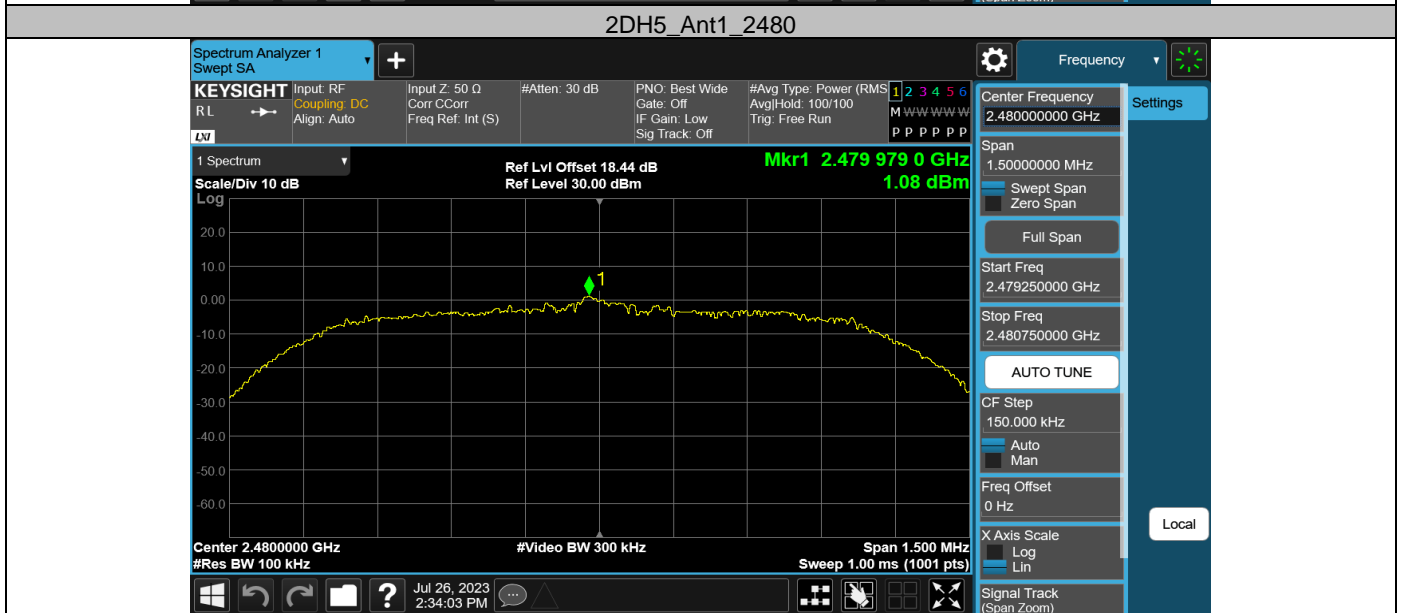 (Span Zoom)
2DH5_Ant1_2480
Spectrum Analyzer 1
Swept SA
+
Frequency
KEYSIGHT
RL
LXI
Input: RF
Coupling: DC
Align: Auto
Input Z: 50 Ω
Corr CCorr
Freq Ref: Int (S)
#Atten: 30 dB
PNO: Best Wide
Gate: Off
IF Gain: Low
Sig Track: Off
#Avg Type: Power (RMS
Avg|Hold: 100/100
Trig: Free Run
1 2 3 4 5 6
M W W W W W
P P P P P P
1 Spectrum
Scale/Div 10 dB
Ref Lvl Offset 18.44 dB
Ref Level 30.00 dBm
Mkr1 2.479 979 0 GHz
1.08 dBm
Log
20.0
10.0
0.00
-10.0
-20.0
-30.0
-40.0
-50.0
-60.0
1
Center 2.4800000 GHz
#Res BW 100 kHz
#Video BW 300 kHz
Span 1.500 MHz
Sweep 1.00 ms (1001 pts)
Center Frequency
2.480000000 GHz
Span
1.50000000 MHz
Swept Span
Zero Span
Full Span
Start Freq
2.479250000 GHz
Stop Freq
2.480750000 GHz
AUTO TUNE
CF Step
150.000 kHz
Auto
Man
Freq Offset
0 Hz
X Axis Scale
Log
Lin
Signal Track
(Span Zoom)
Settings
Local
?
Jul 26, 2023
2:34:03 PM